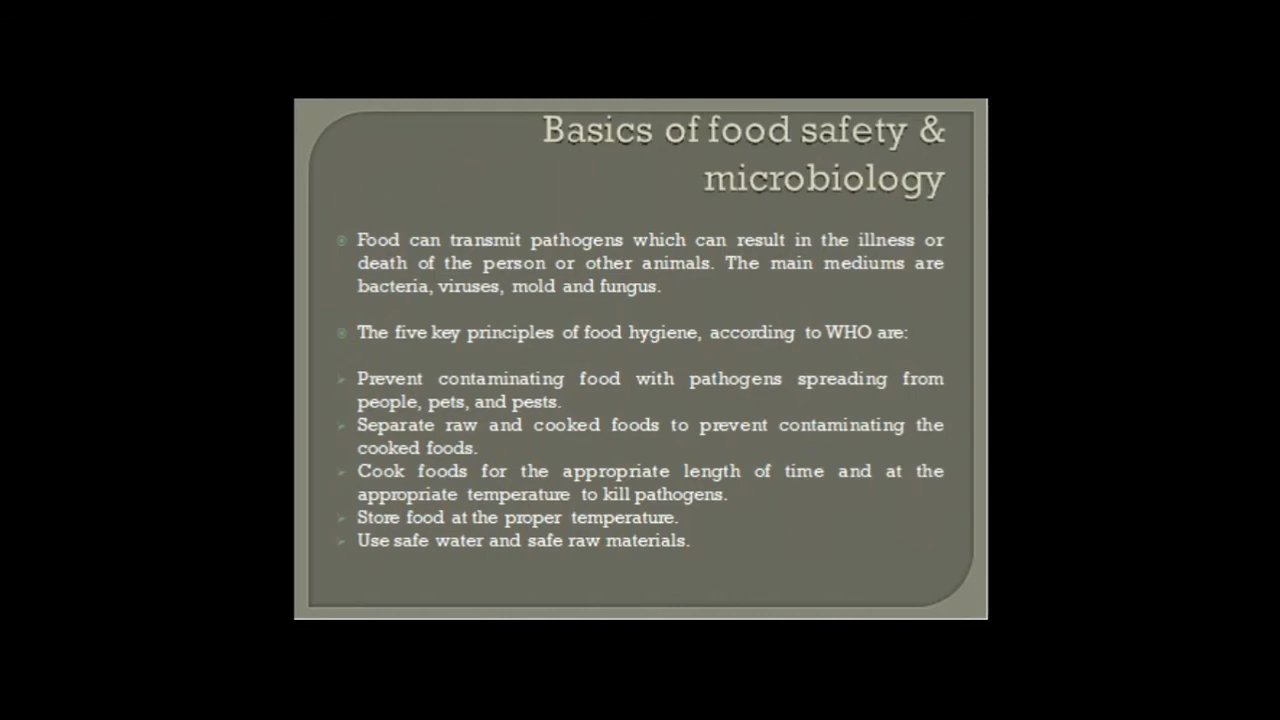 Basics of food safety &
microbiology
Food can transmit pathogens which can result in the illness or
death of the person or other animals. The main mediums are
bacteria, viruses, mold and fungus.
The five key principles of food hygiene, according to WHO are:
Prevent contaminating food with pathogens spreading from
people, pets, and pests.
Separate raw and cooked foods to prevent contaminating the
cooked foods.
Cook foods for the appropriate length of time and at the
appropriate temperature to kill pathogens.
Store food at the proper temperature.
Use safe water and safe raw materials.